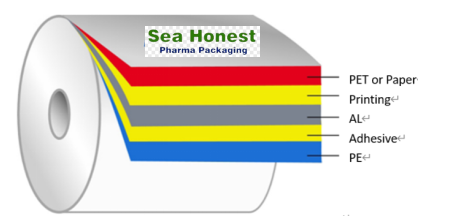 Sea Honest
Pharma Packaging
PET or Paper
Printing↵
AL↵
Adhesive↵
PE↵